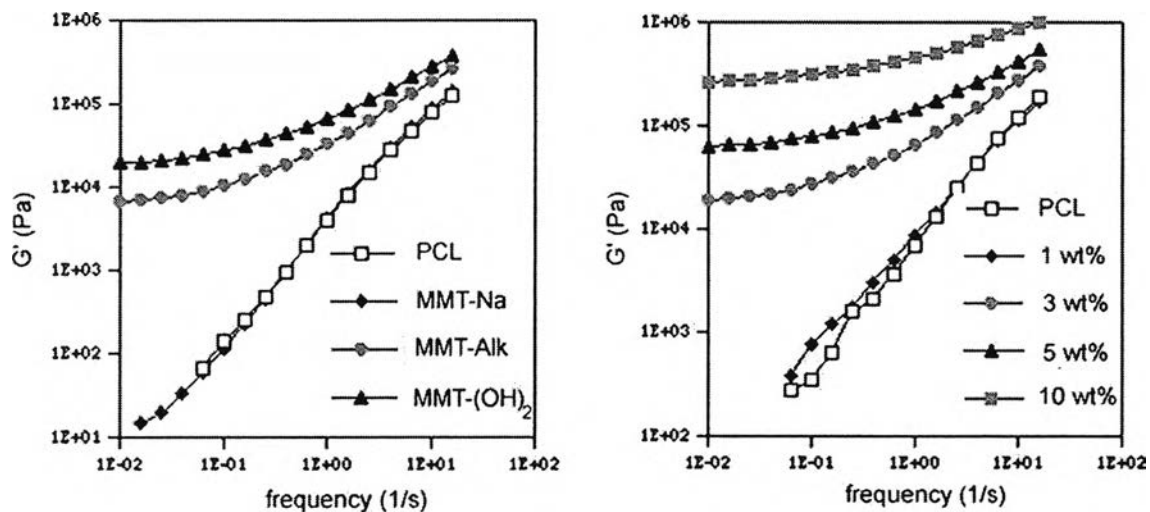 1E+06
1E+05
1E+04
1E+03
1E+02
1E+01
G' (Pa)
PCL
MMT-Na
MMT-Alk
MMT-(OH)2
1E-02 1E-01 1E+00 1E+01 1E+02
frequency (1/s)
1E+06
1E+05
1E+04
1E+03
1E+02
G' (Pa)
PCL
1 wt%
3 wt%
5 wt%
10 wt%
1E-02 1E-01 1E+00 1E+01 1E+02
frequency (1/s)